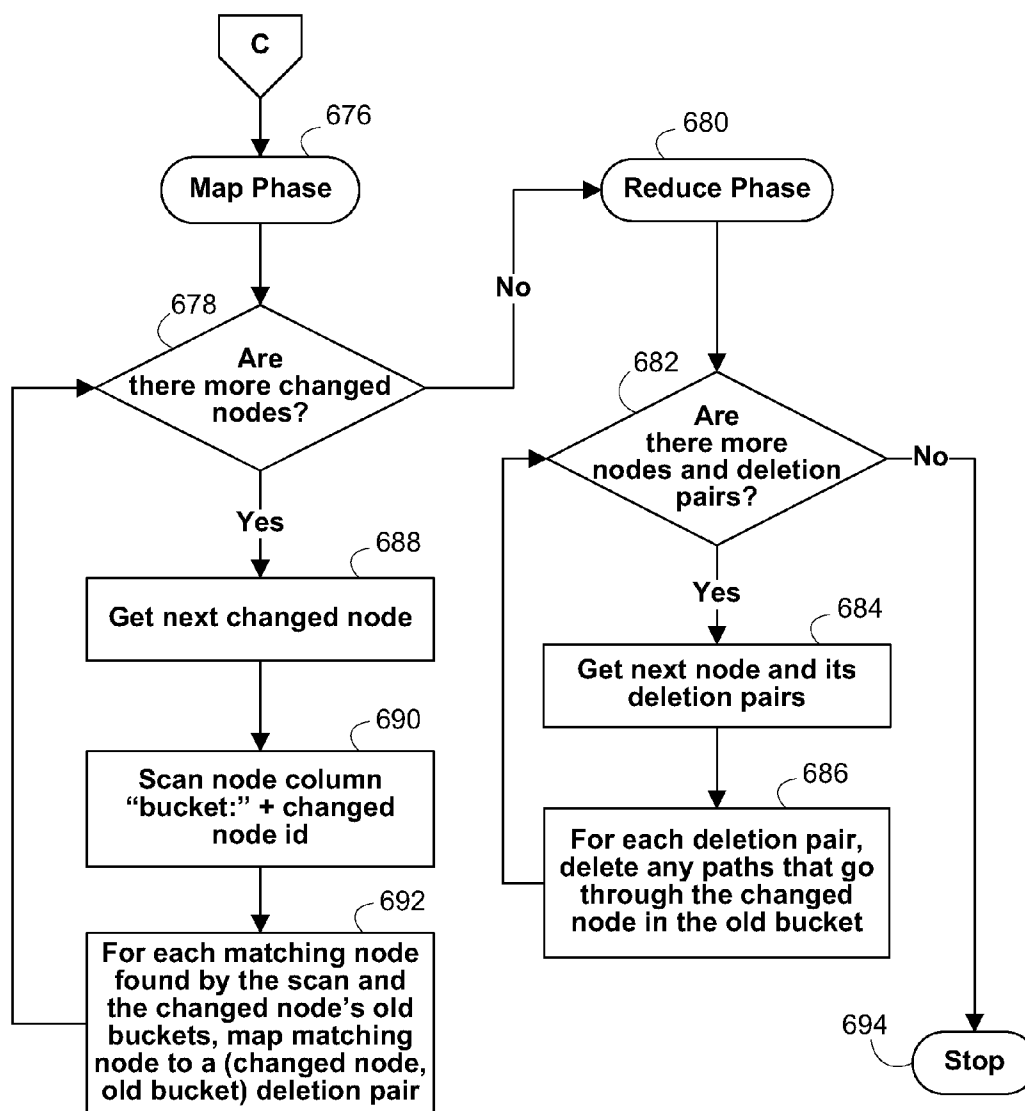 C
676
Map Phase
678
Are
there more changed
nodes?
No
Yes
688
Get next changed node
690
Scan node column
“bucket:” + changed
node id
692
For each matching node
found by the scan and
the changed node’s old
buckets, map matching
node to a (changed node,
old bucket) deletion pair
680
Reduce Phase
682
Are
there more
nodes and deletion
pairs?
No
Yes
684
Get next node and its
deletion pairs
686
For each deletion pair,
delete any paths that go
through the changed
node in the old bucket
694
Stop